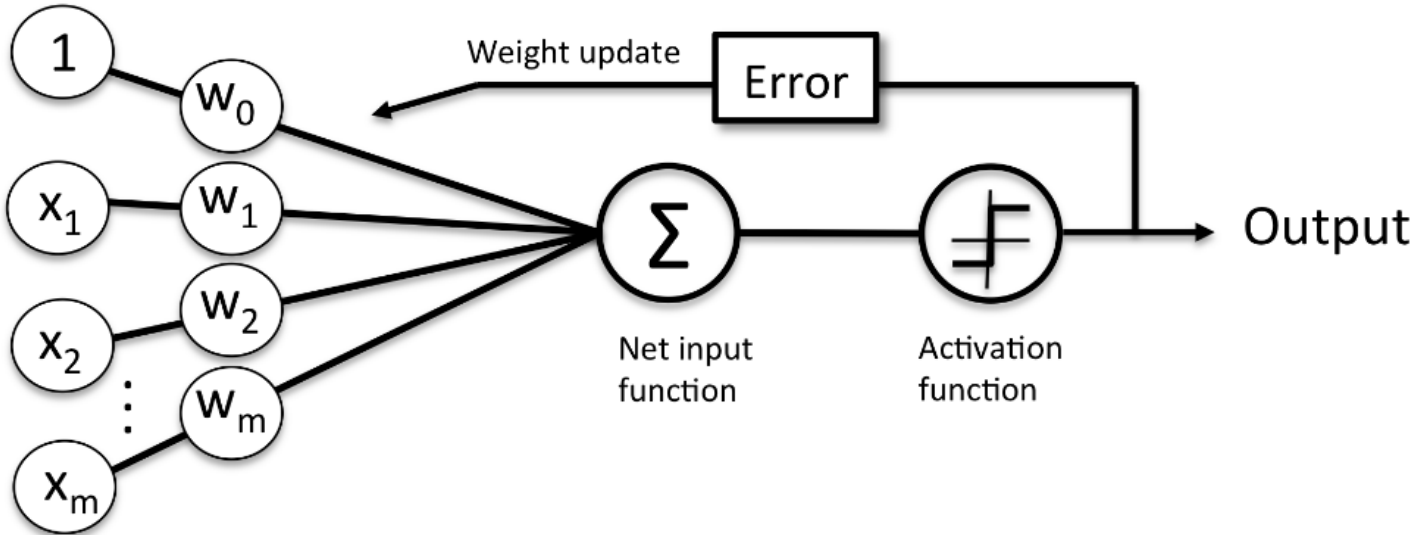 1
w₀
Weight update
Error
x₁
w₁
Σ
Output
x₂
w₂
Net input
function
Activation
function
⋮
wₘ
xₘ